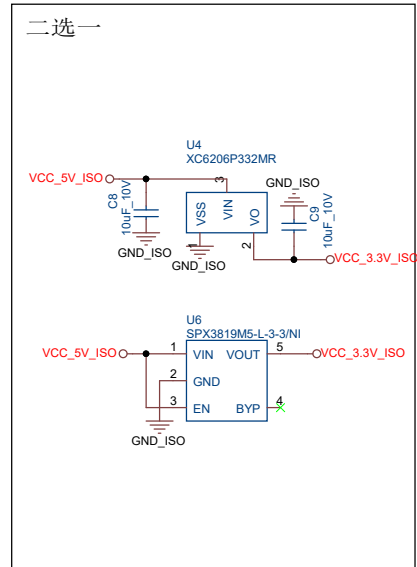 二选一
U4
XC6206P332MR
VCC_5V_ISO
3
GND_ISO
C8
10uF_10V
VSS
VIN
VO
C9
10uF_10V
1
2
GND_ISO
GND_ISO
VCC_3.3V_ISO
U6
SPX3819M5-L-3-3/NI
VCC_5V_ISO
1
VIN
VOUT
5
VCC_3.3V_ISO
2
GND
3
EN
BYP
4
GND_ISO